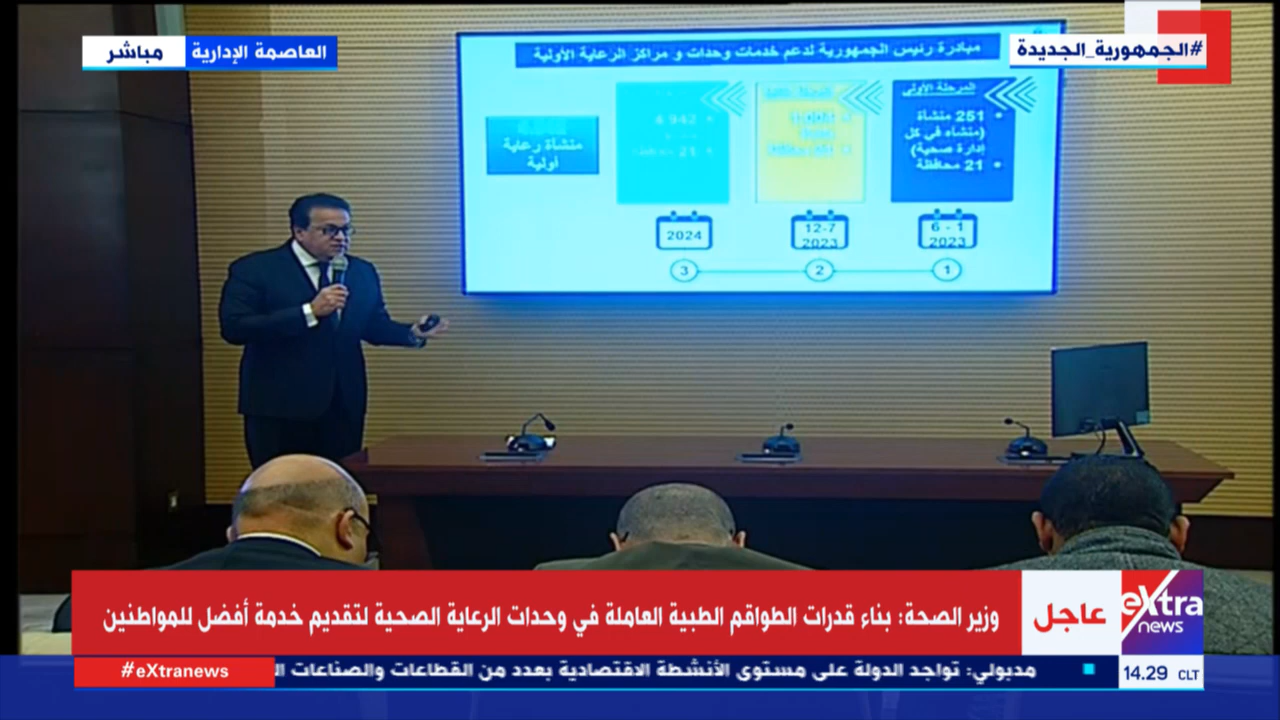 #الجمهورية_الجديدة
العاصمة الإدارية
مباشر
مبادرة رئيس الجمهورية لدعم خدمات وحدات و مراكز الرعاية الأولية
المرحلة الأولى
251 منشأة
(منشأه في كل
إدارة صحية)
21 محافظة
21
منشأة رعاية
أولية
6 - 1
2023
12-7
2023
2024
1
2
3
عاجل
وزير الصحة: بناء قدرات الطواقم الطبية العاملة في وحدات الرعاية الصحية لتقديم خدمة أفضل للمواطنين
eXtra
news
مدبولي: تواجد الدولة على مستوى الأنشطة الاقتصادية بعدد من القطاعات والصناعات
#eXtranews
14.29 CLT